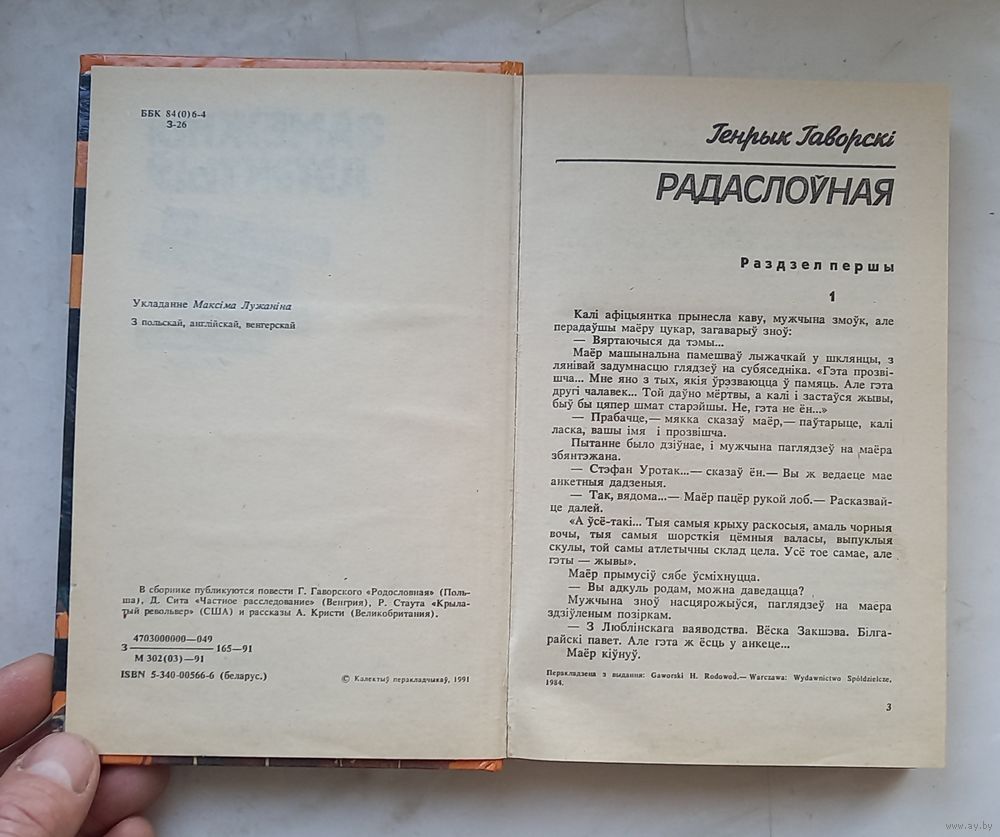 ББК 84(0)6-4
З-26
Укладанне Максіма Лужаніна
З польскай, англійскай, венгерскай
В сборнике публикуются повести Г. Гаворского «Родословная» (Поль-
ша), Д. Сита «Частное расследование» (Венгрия), Р. Стаута «Крыла-
тый револьвер» (США) и рассказы А. Кристи (Великобритания).
4703000000—049
З 165—91
М 302(03)—91
ISBN 5-340-00566-6 (беларус.)
© Калектыў перакладчыкаў, 1991
Генрык Гаворскі
РАДАСЛОЎНАЯ
Раздзел першы
1
Калі афіцыянтка прынесла каву, мужчына змоўк, але
перадаўшы маёру цукар, загаварыў зноў:
— Вяртаючыся да тэмы...
Маёр машынальна памешваў лыжачкай у шклянцы, з
лянівай задумнасцю глядзеў на субяседніка. «Гэта прозві-
шча... Мне яно з тых, якія ўрэзваюцца ў памяць. Але гэта
другі чалавек... Той даўно мёртвы, а калі і застаўся жывы,
быў бы цяпер шмат старэйшы. Не, гэта не ён...»
— Прабачце,— мякка сказаў маёр,— паўтарыце, калі
ласка, вашы імя і прозвішча.
Пытанне было дзіўнае, і мужчына паглядзеў на маёра
збянтэжана.
— Стэфан Уротак...— сказаў ён.— Вы ж ведаеце мае
анкетныя дадзеныя.
— Так, вядома...— Маёр пацёр рукой лоб.— Расказвай-
це далей.
«А ўсё-такі... Тыя самыя крыху раскосыя, амаль чорныя
вочы, тыя самыя шорсткія цёмныя валасы, выпуклыя
скулы, той самы атлетычны склад цела. Усё тое самае, але
гэты — жывы».
Маёр прымусіў сябе ўсміхнуцца.
Вы адкуль родам, можна даведацца?
Мужчына зноў насцярожыўся, паглядзеў на маера
здзіўленым позіркам.
— З Люблінскага ваяводства. Вёска Закшэва. Білга-
райскі павет. Але гэта ж ёсць у анкеце...
Маёр кіўнуў.
Перакладзена з выдання: Gaworski H. Rodowod.— Warczawa: Wydawnictwo Spółdzielcze,
1984.
3
www.ay.by